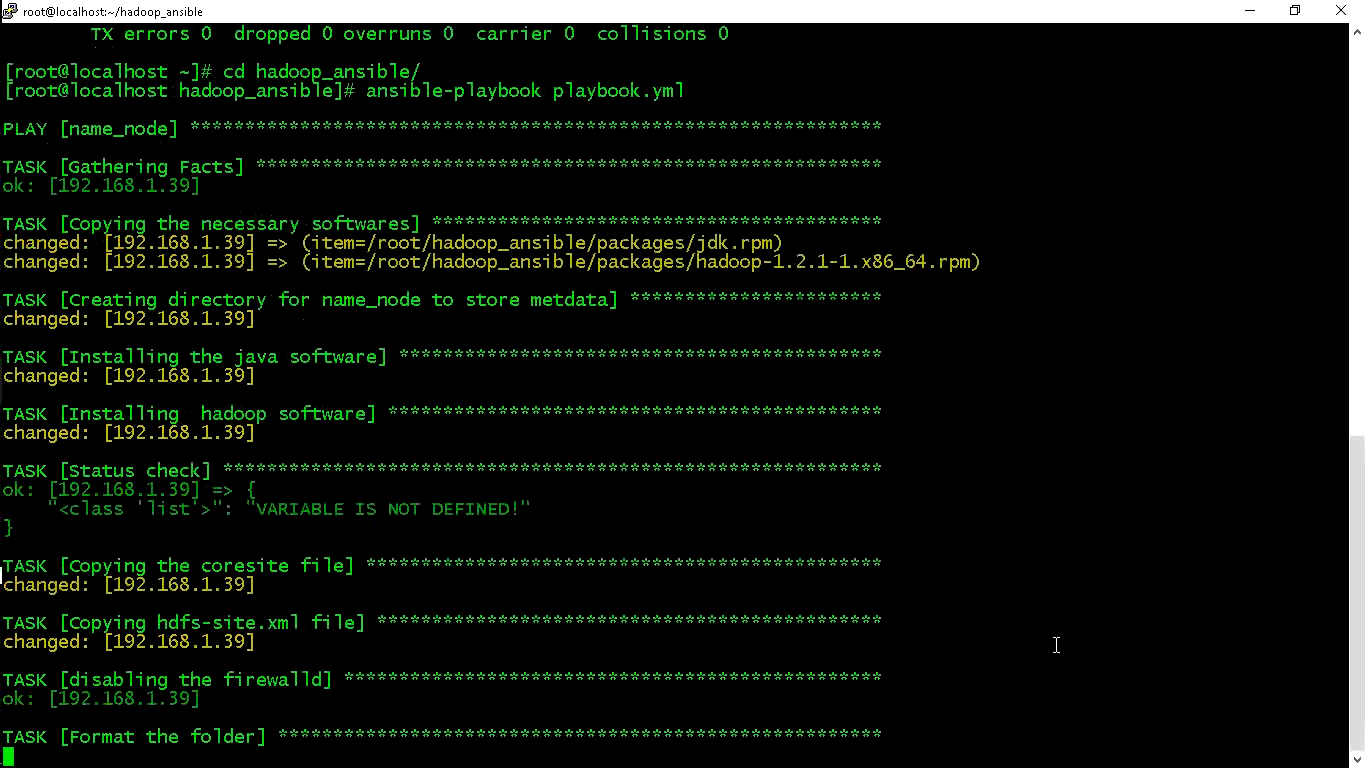 root@localhost:~/hadoop_ansible
TX errors 0  dropped 0 overruns 0  carrier 0  collisions 0
[root@localhost ~]# cd hadoop_ansible/
[root@localhost hadoop_ansible]# ansible-playbook playbook.yml
PLAY [name_node] ***************************************************************
TASK [Gathering Facts] *********************************************************
ok: [192.168.1.39]
TASK [Copying the necessary softwares] *****************************************
changed: [192.168.1.39] => (item=/root/hadoop_ansible/packages/jdk.rpm)
changed: [192.168.1.39] => (item=/root/hadoop_ansible/packages/hadoop-1.2.1-1.x86_64.rpm)
TASK [Creating directory for name_node to store metdata] ***********************
changed: [192.168.1.39]
TASK [Installing the java software] ********************************************
changed: [192.168.1.39]
TASK [Installing  hadoop software] *********************************************
changed: [192.168.1.39]
TASK [Status check] ************************************************************
ok: [192.168.1.39] => {
    "<class 'list'>": "VARIABLE IS NOT DEFINED!"
}
TASK [Copying the coresite file] ***********************************************
changed: [192.168.1.39]
TASK [Copying hdfs-site.xml file] **********************************************
changed: [192.168.1.39]
TASK [disabling the firewalld] *************************************************
ok: [192.168.1.39]
TASK [Format the folder] *******************************************************